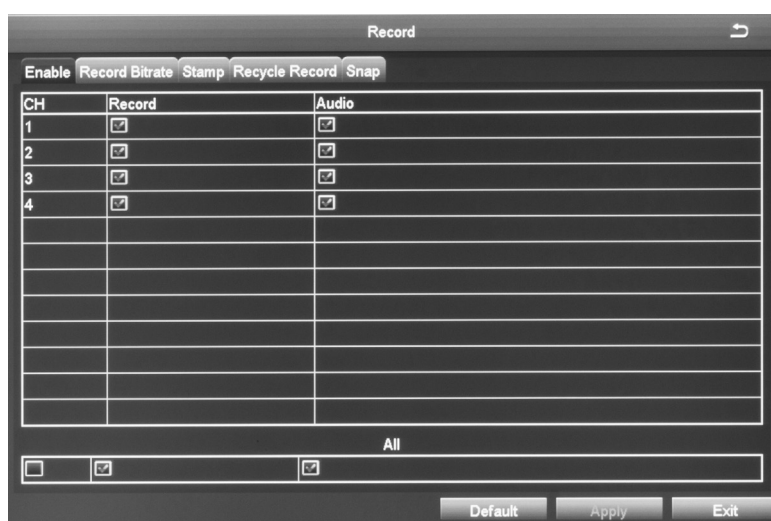 Record
Enable Record Bitrate Stamp Recycle Record Snap
CH Record Audio
1
2
3
4
All
Default Apply Exit